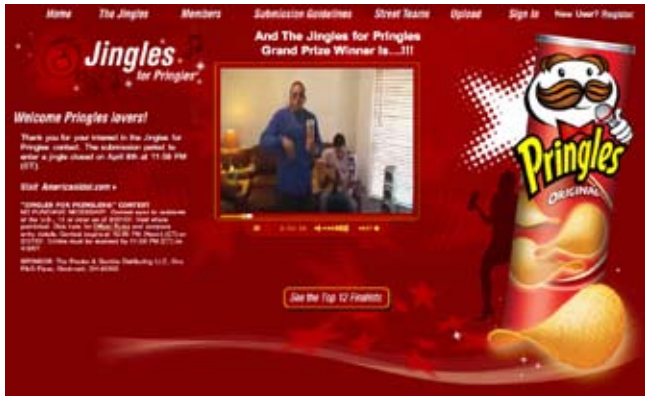 Home The Jingles Members Submission Guidelines Street Teams Upload Sign In New User? Register
Jingles
for Pringles
And The Jingles for Pringles
Grand Prize Winner Is....!!!
Welcome Pringles lovers!
Thank you for your interest in the Jingles for
Pringles contest. The submission period to
enter a jingle closed on April 8th at 11:59 PM
(ET).
Visit AmericanIdol.com
"JINGLES FOR PRINGLES" CONTEST
NO PURCHASE NECESSARY.
Pringles
ORIGINAL
See the Top 12 Finalists